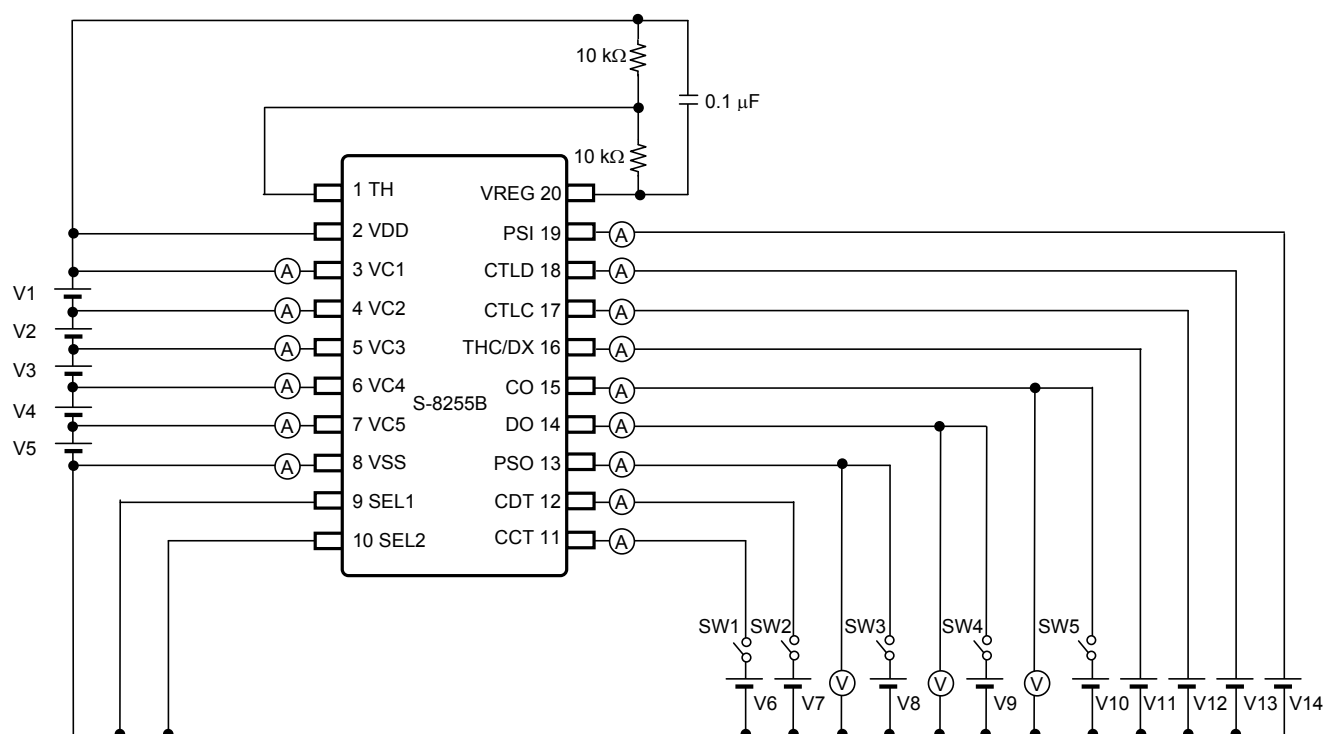 10 kΩ
0.1 μF
10 kΩ
1 TH
VREG 20
2 VDD
PSI 19
A
3 VC1
A
CTLD 18
A
V1
4 VC2
A
CTLC 17
A
V2
5 VC3
A
THC/DX 16
A
V3
6 VC4
A
CO 15
A
S-8255B
V4
7 VC5
A
DO 14
A
V5
8 VSS
A
PSO 13
A
9 SEL1
CDT 12
A
10 SEL2
CCT 11
A
SW1
SW2
SW3
SW4
SW5
V
V
V
V6
V7
V8
V9
V10
V11
V12
V13
V14